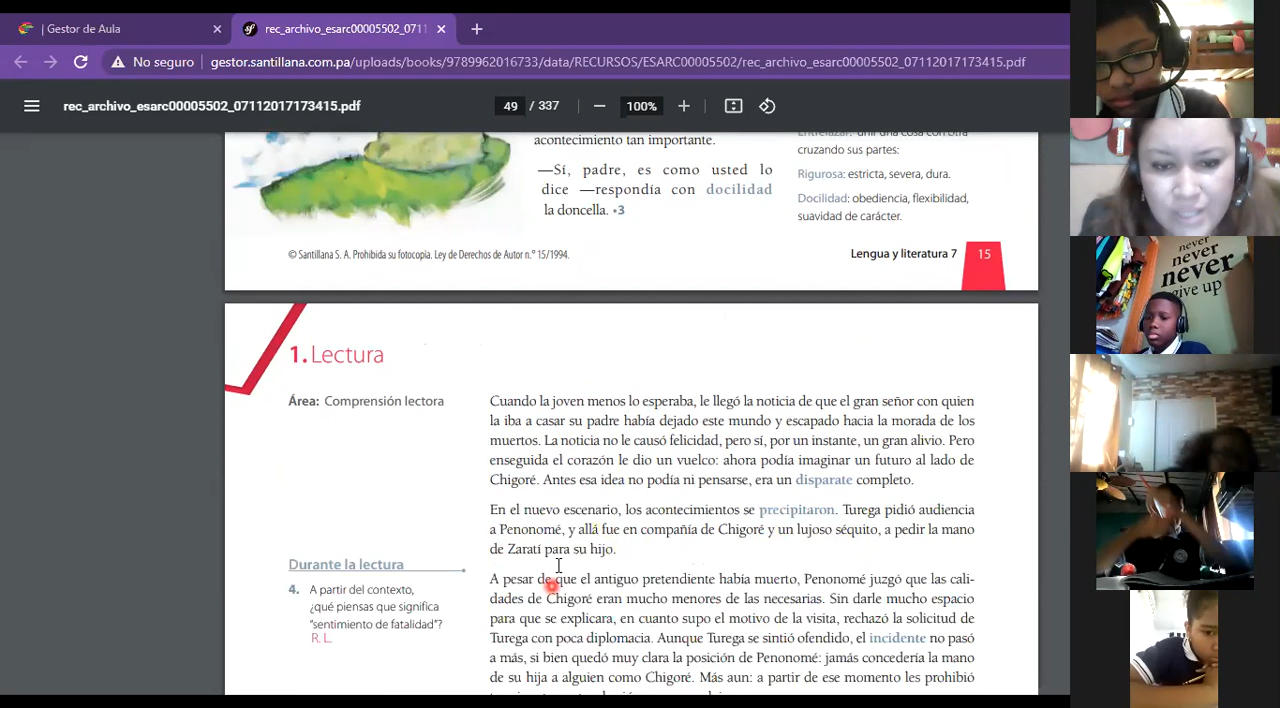 Gestor de Aula
rec_archivo_esarc00005502_0711
No seguro
gestor.santillana.com.pa/uploads/books/9789962016733/data/RECURSOS/ESARC00005502/rec_archivo_esarc00005502_07112017173415.pdf
rec_archivo_esarc00005502_07112017173415.pdf
49 / 337
100%
acontecimiento tan importante.
—Sí, padre, es como usted lo
dice —respondía con docilidad
la doncella. •3
Entrelazar: unir una cosa con otra
cruzando sus partes:
Rigurosa: estricta, severa, dura.
Docilidad: obediencia, flexibilidad,
suavidad de carácter.
© Santillana S. A. Prohibida su fotocopia. Ley de Derechos de Autor n.° 15/1994.
Lengua y literatura 7
15
1. Lectura
Área: Comprensión lectora
Cuando la joven menos lo esperaba, le llegó la noticia de que el gran señor con quien
la iba a casar su padre había dejado este mundo y escapado hacia la morada de los
muertos. La noticia no le causó felicidad, pero sí, por un instante, un gran alivio. Pero
enseguida el corazón le dio un vuelco: ahora podía imaginar un futuro al lado de
Chigoré. Antes esa idea no podía ni pensarse, era un disparate completo.
En el nuevo escenario, los acontecimientos se precipitaron. Turega pidió audiencia
a Penonomé, y allá fue en compañía de Chigoré y un lujoso séquito, a pedir la mano
de Zaratí para su hijo.
A pesar de que el antiguo pretendiente había muerto, Penonomé juzgó que las cali-
dades de Chigoré eran mucho menores de las necesarias. Sin darle mucho espacio
para que se explicara, en cuanto supo el motivo de la visita, rechazó la solicitud de
Turega con poca diplomacia. Aunque Turega se sintió ofendido, el incidente no pasó
a más, si bien quedó muy clara la posición de Penonomé: jamás concedería la mano
de su hija a alguien como Chigoré. Más aun: a partir de ese momento les prohibió
Durante la lectura
4. A partir del contexto,
¿qué piensas que significa
“sentimiento de fatalidad”?
R. L.
never
never
never
give up